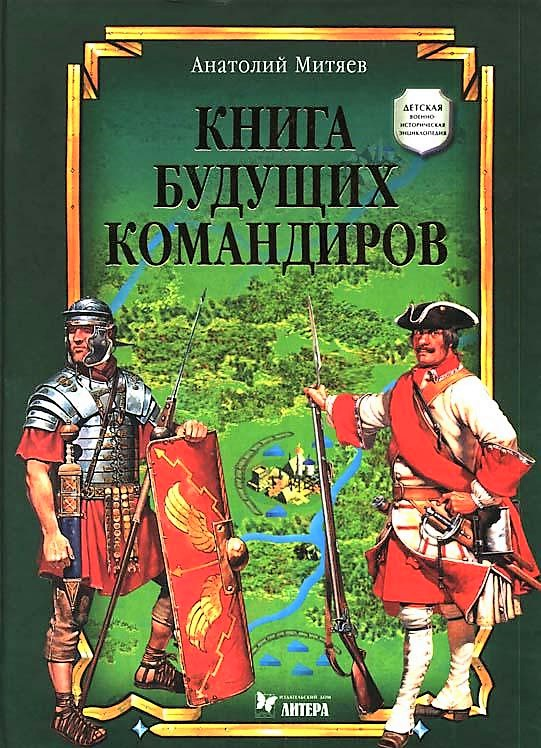 Анатолий Митяев
ДЕТСКАЯ
ВОЕННО-
ИСТОРИЧЕСКАЯ
ЭНЦИКЛОПЕДИЯ
КНИГА
БУДУЩИХ
КОМАНДИРОВ
ИЗДАТЕЛЬСКИЙ ДОМ
ЛИТЕРА